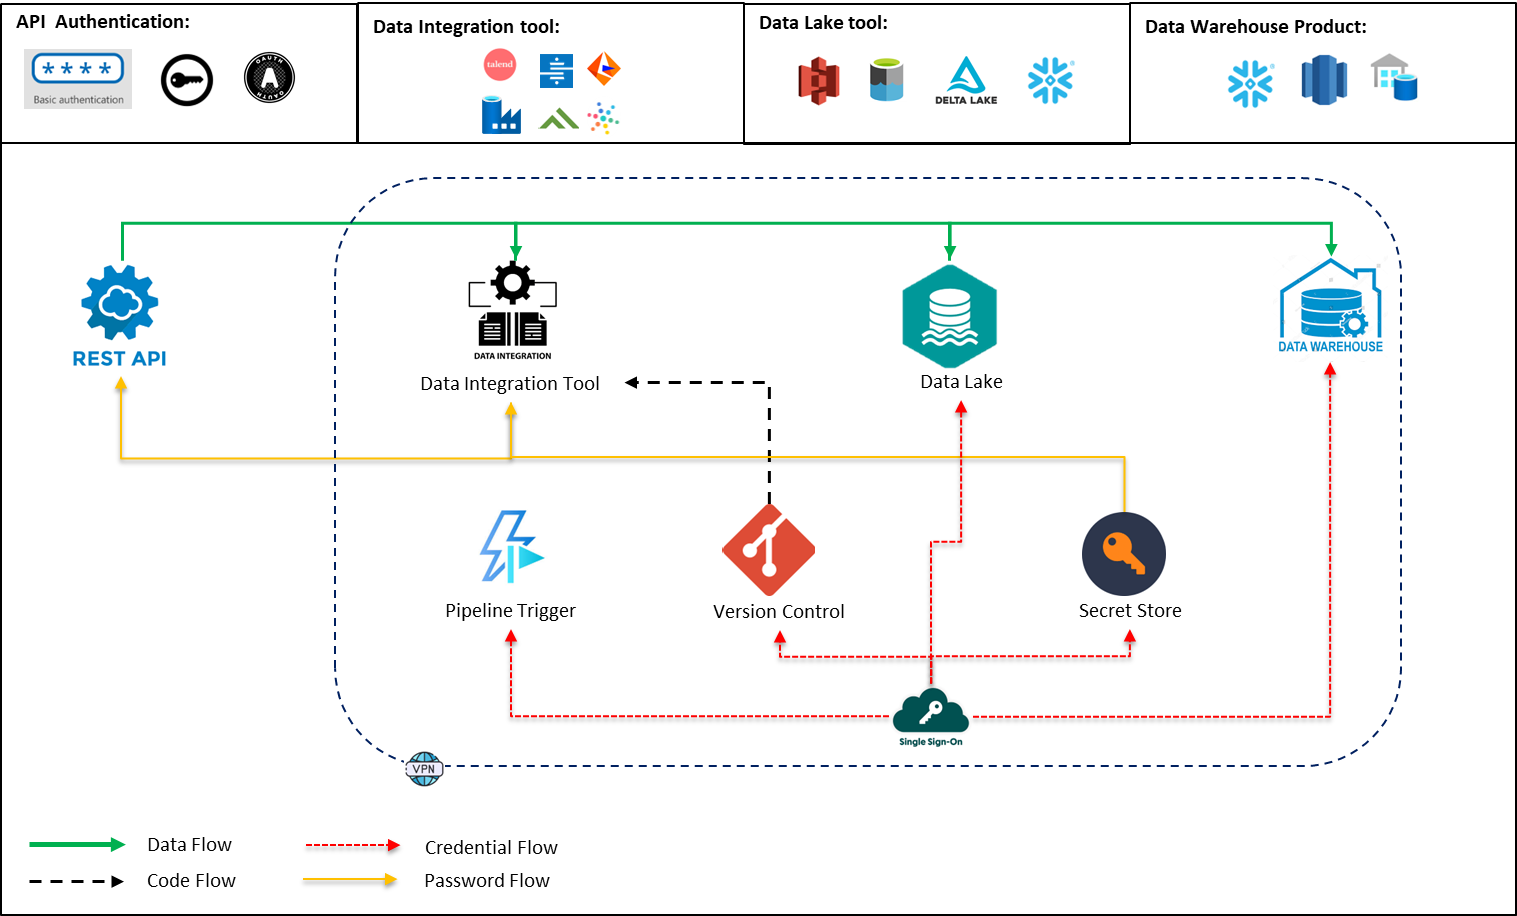 API  Authentication:
Data Integration tool:
Data Lake tool:
Data Warehouse Product:
****
Basic authentication
OAUTH
A
OAUTH
talend
DELTA LAKE
REST API
DATA INTEGRATION
Data Integration Tool
Data Lake
DATA WAREHOUSE
Pipeline Trigger
Version Control
Secret Store
Single Sign-On
VPN
Data Flow
Credential Flow
Code Flow
Password Flow